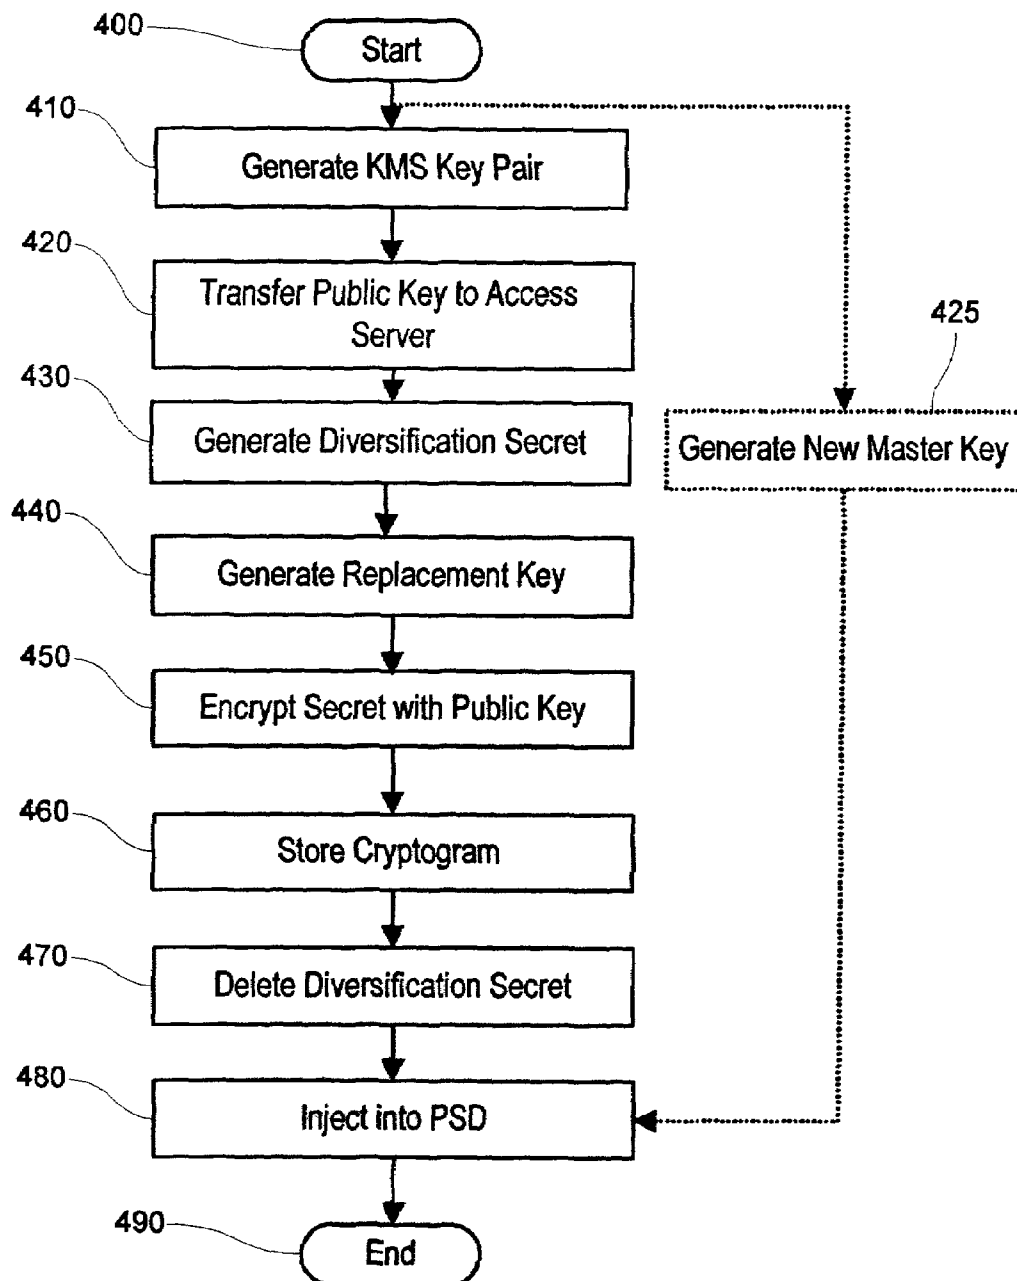 400
Start
410
Generate KMS Key Pair
420
Transfer Public Key to Access
Server
425
430
Generate Diversification Secret
Generate New Master Key
440
Generate Replacement Key
450
Encrypt Secret with Public Key
460
Store Cryptogram
470
Delete Diversification Secret
480
Inject into PSD
490
End